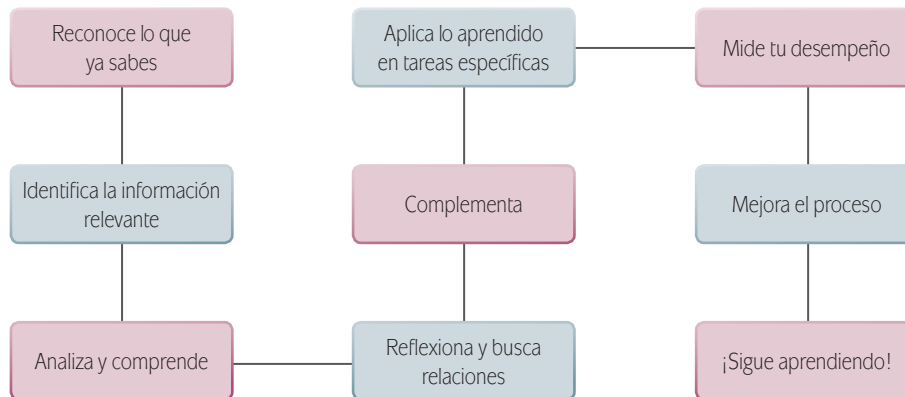 Reconoce lo que
ya sabes
Identifica la información
relevante
Analiza y comprende
Reflexiona y busca
relaciones
Complementa
Aplica lo aprendido
en tareas específicas
Mide tu desempeño
Mejora el proceso
¡Sigue aprendiendo!